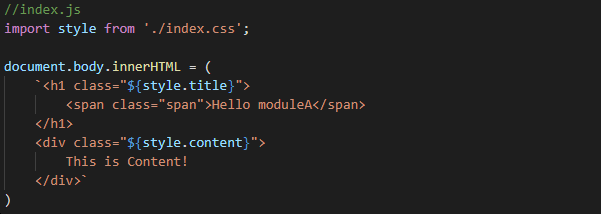 //index.js
import style from './index.css';
document.body.innerHTML = (
`<h1 class="${style.title}">
<span class="span">Hello moduleA</span>
</h1>
<div class="${style.content}">
This is Content!
</div>`
)